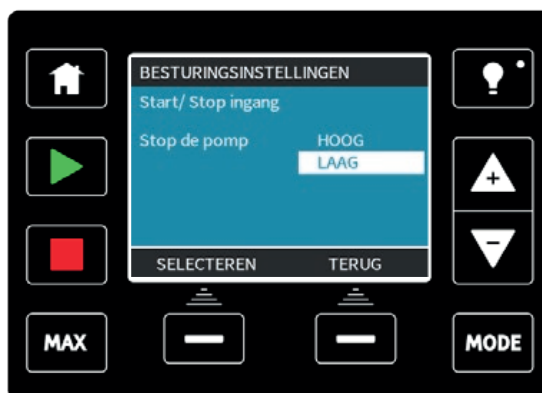 BESTURINGSINSTELLINGEN
Start/ Stop ingang
Stop de pomp HOOG
LAAG
SELECTEREN TERUG
MAX
MODE